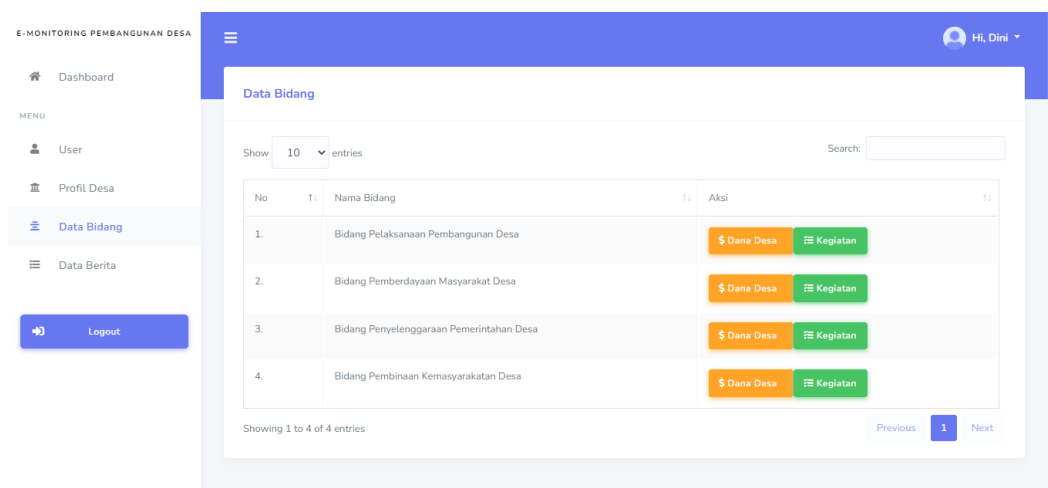 E-MONITORING PEMBANGUNAN DESA
Hi, Dini
Dashboard
MENU
User
Profil Desa
Data Bidang
Data Berita
Logout
Data Bidang
Show 10 entries
Search:
No Nama Bidang Aksi
1. Bidang Pelaksanaan Pembangunan Desa $ Dana Desa Kegiatan
2. Bidang Pemberdayaan Masyarakat Desa $ Dana Desa Kegiatan
3. Bidang Penyelenggaraan Pemerintahan Desa $ Dana Desa Kegiatan
4. Bidang Pembinaan Kemasyarakatan Desa $ Dana Desa Kegiatan
Showing 1 to 4 of 4 entries
Previous 1 Next